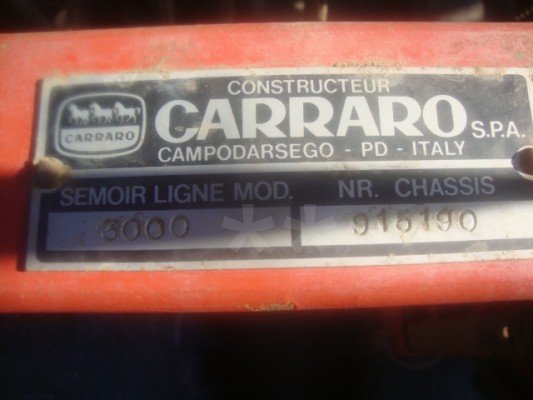 CONSTRUCTEUR
CARRARO
CARRARO S.P.A.
CAMPODARSEGO - PD - ITALY
SEMOIR LIGNE MOD. NR. CHASSIS
3000 915190